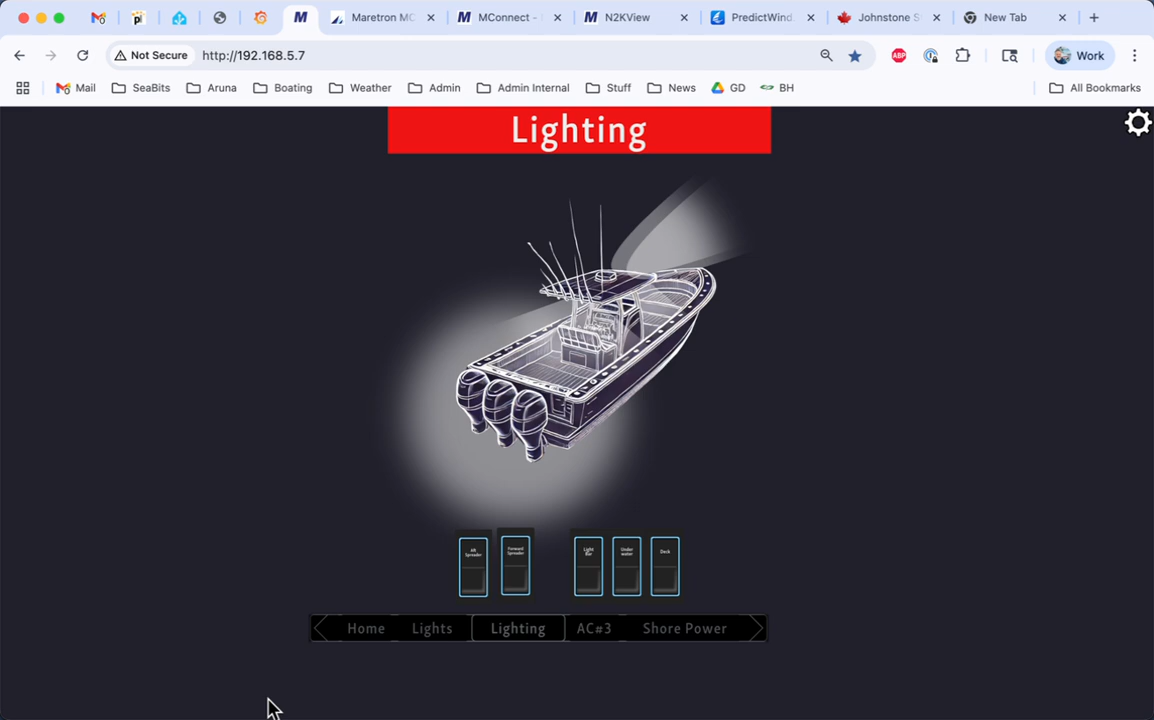 Maretron MC
MConnect -
N2KView
PredictWind
Johnstone S
New Tab
Not Secure
http://192.168.5.7
ABP
Work
Mail
SeaBits
Aruna
Boating
Weather
Admin
Admin Internal
Stuff
News
GD
BH
All Bookmarks
Lighting
Aft
Spreader
Forward
Spreader
Light
Bar
Under
water
Deck
Home
Lights
Lighting
AC#3
Shore Power